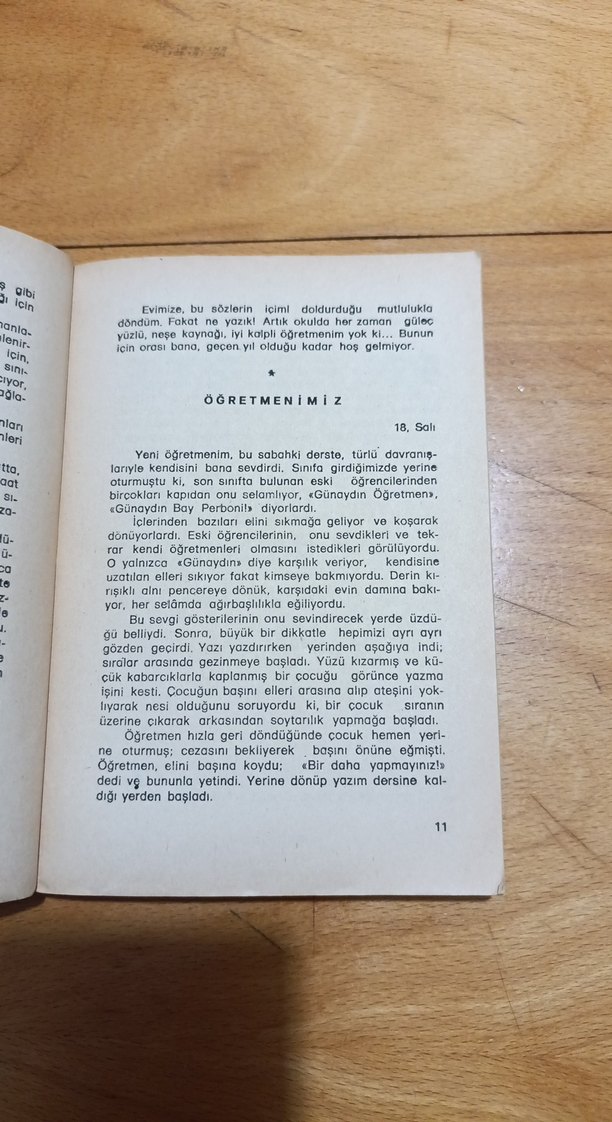 ş gibi
ğı için
Evimize, bu sözlerin içimi doldurduğu mutlulukla
döndüm. Fakat ne yazık! Artık okulda her zaman güleç
yüzlü, neşe kaynağı, iyi kalpli öğretmenim yok ki... Bunun
için orası bana, geçen yıl olduğu kadar hoş gelmiyor.
*
ÖĞRETMENİMİZ
18, Salı
Yeni öğretmenim, bu sabahki derste, türlü davranış-
larıyle kendisini bana sevdirdi. Sınıfa girdiğimizde yerine
oturmuştu ki, son sınıfta bulunan eski öğrencilerinden
birçokları kapıdan onu selamlıyor, «Günaydın Öğretmen»,
«Günaydın Bay Perboni!» diyorlardı.
İçlerinden bazıları elini sıkmağa geliyor ve koşarak
dönüyorlardı. Eski öğrencilerinin, onu sevdikleri ve tek-
rar kendi öğretmenleri olmasını istedikleri görülüyordu.
O yalnızca «Günaydın» diye karşılık veriyor, kendisine
uzatılan elleri sıkıyor fakat kimseye bakmıyordu. Derin kı-
rışıklı alnı pencereye dönük, karşıdaki evin damına bakı-
yor, her selâmda ağırbaşlılıkla eğiliyordu.
Bu sevgi gösterilerinin onu sevindirecek yerde üzdü-
ğü belliydi. Sonra, büyük bir dikkatle hepimizi ayrı ayrı
gözden geçirdi. Yazı yazdırırken yerinden aşağıya indi;
sıralar arasında gezinmeye başladı. Yüzü kızarmış ve kü-
çük kabarcıklarla kaplanmış bir çocuğu görünce yazma
işini kesti. Çocuğun başını elleri arasına alıp ateşini yok-
lıyarak nesi olduğunu soruyordu ki, bir çocuk sıranın
üzerine çıkarak arkasından soytarılık yapmağa başladı.
Öğretmen hızla geri döndüğünde çocuk hemen yeri-
ne oturmuş; cezasını bekliyerek başını önüne eğmişti.
Öğretmen, elini başına koydu; «Bir daha yapmayınız!»
dedi ve bununla yetindi. Yerine dönüp yazım dersine kal-
dığı yerden başladı.
11